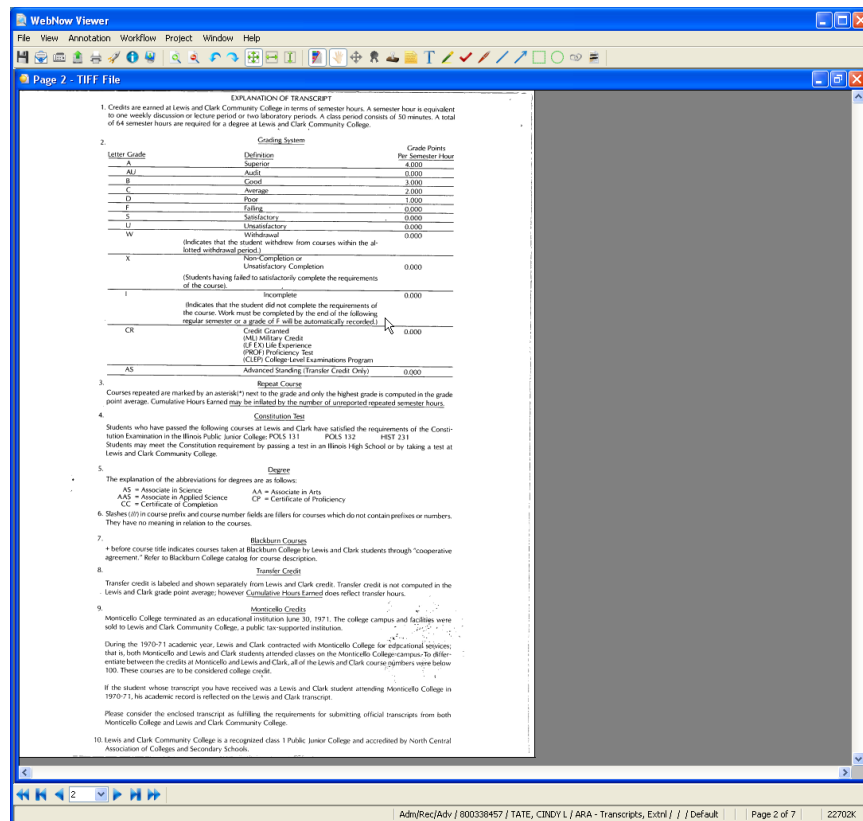 WebNow Viewer
File View Annotation Workflow Project Window Help
Page 2 - TIFF File
EXPLANATION OF TRANSCRIPT
1. Credits are earned at Lewis and Clark Community College in terms of semester hours. A semester hour is equivalent
to one weekly discussion or lecture period or two laboratory periods. A class period consists of 50 minutes. A total
of 64 semester hours are required for a degree at Lewis and Clark Community College.
2. Grading System
Grade Points
Letter Grade Definition Per Semester Hour
A Superior 4.000
AU Audit 0.000
B Good 3.000
C Average 2.000
D Poor 1.000
F Failing 0.000
S Satisfactory 0.000
U Unsatisfactory 0.000
W Withdrawal 0.000
(Indicates that the student withdrew from courses within the al-
lotted withdrawal period.)
X Non-Completion or
Unsatisfactory Completion 0.000
(Students having failed to satisfactorily complete the requirements
of the course).
I Incomplete 0.000
(Indicates that the student did not complete the requirements of
the course. Work must be completed by the end of the following
regular semester or a grade of F will be automatically recorded.)
CR Credit Granted 0.000
(ML) Military Credit
(LF EX) Life Experience
(PROF) Proficiency Test
(CLEP) College-Level Examinations Program
AS Advanced Standing (Transfer Credit Only) 0.000
3. Repeat Course
Courses repeated are marked by an asterisk(*) next to the grade and only the highest grade is computed in the grade
point average. Cumulative Hours Earned may be inflated by the number of unreported repeated semester hours.
4. Constitution Test
Students who have passed the following courses at Lewis and Clark have satisfied the requirements of the Consti-
tution Examination in the Illinois Public Junior College: POLS 131 POLS 132 HIST 231
Students may meet the Constitution requirement by passing a test in an Illinois High School or by taking a test at
Lewis and Clark Community College.
5. Degree
The explanation of the abbreviations for degrees are as follows:
AS = Associate in Science AA = Associate in Arts
AAS = Associate in Applied Science CP = Certificate of Proficiency
CC = Certificate of Completion
6. Slashes (///) in course prefix and course number fields are fillers for courses which do not contain prefixes or numbers.
They have no meaning in relation to the courses.
7. Blackburn Courses
+ before course title indicates courses taken at Blackburn College by Lewis and Clark students through "cooperative
agreement." Refer to Blackburn College catalog for course description.
8. Transfer Credit
Transfer credit is labeled and shown separately from Lewis and Clark credit. Transfer credit is not computed in the
Lewis and Clark grade point average; however Cumulative Hours Earned does reflect transfer hours.
9. Monticello Credits
Monticello College terminated as an educational institution June 30, 1971. The college campus and facilities were
sold to Lewis and Clark Community College, a public tax-supported institution.
During the 1970-71 academic year, Lewis and Clark contracted with Monticello College for educational services;
that is, both Monticello and Lewis and Clark students attended classes on the Monticello College campus. To differ-
entiate between the credits at Monticello and Lewis and Clark, all of the Lewis and Clark course numbers were below
100. These courses are to be considered college credit.
If the student whose transcript you have received was a Lewis and Clark student attending Monticello College in
1970-71, his academic record is reflected on the Lewis and Clark transcript.
Please consider the enclosed transcript as fulfilling the requirements for submitting official transcripts from both
Monticello College and Lewis and Clark Community College.
10. Lewis and Clark Community College is a recognized class 1 Public Junior College and accredited by North Central
Association of Colleges and Secondary Schools.
2
Adm/Rec/Adv / 800338457 / TATE, CINDY L / ARA - Transcripts, Extnl / / / Default Page 2 of 7 22702K